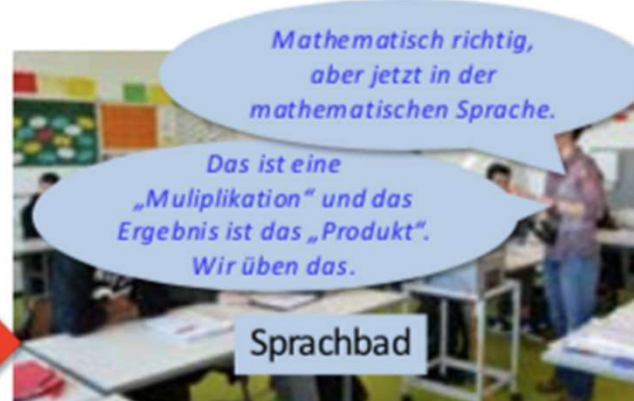 Mathematisch richtig,
aber jetzt in der
mathematischen Sprache.
Das ist eine
„Muliplikation“ und das
Ergebnis ist das „Produkt“.
Wir üben das.
Sprachbad